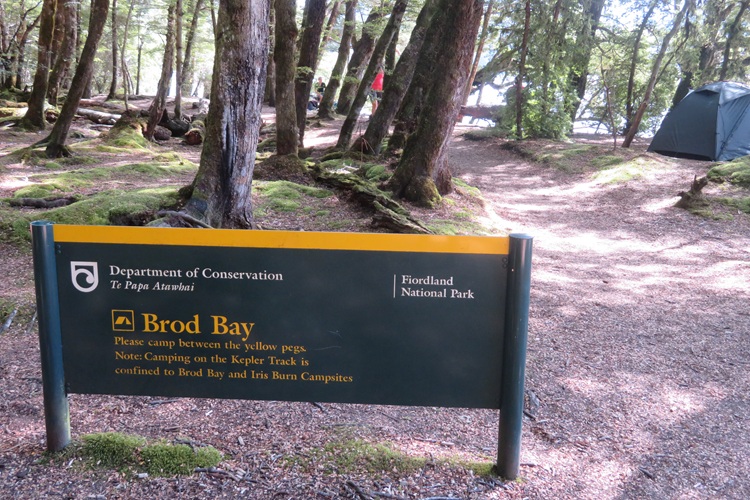 Department of Conservation
Te Papa Atawhai
Fiordland
National Park
Brod Bay
Please camp between the yellow pegs.
Note: Camping on the Kepler Track is
confined to Brod Bay and Iris Burn Campsites